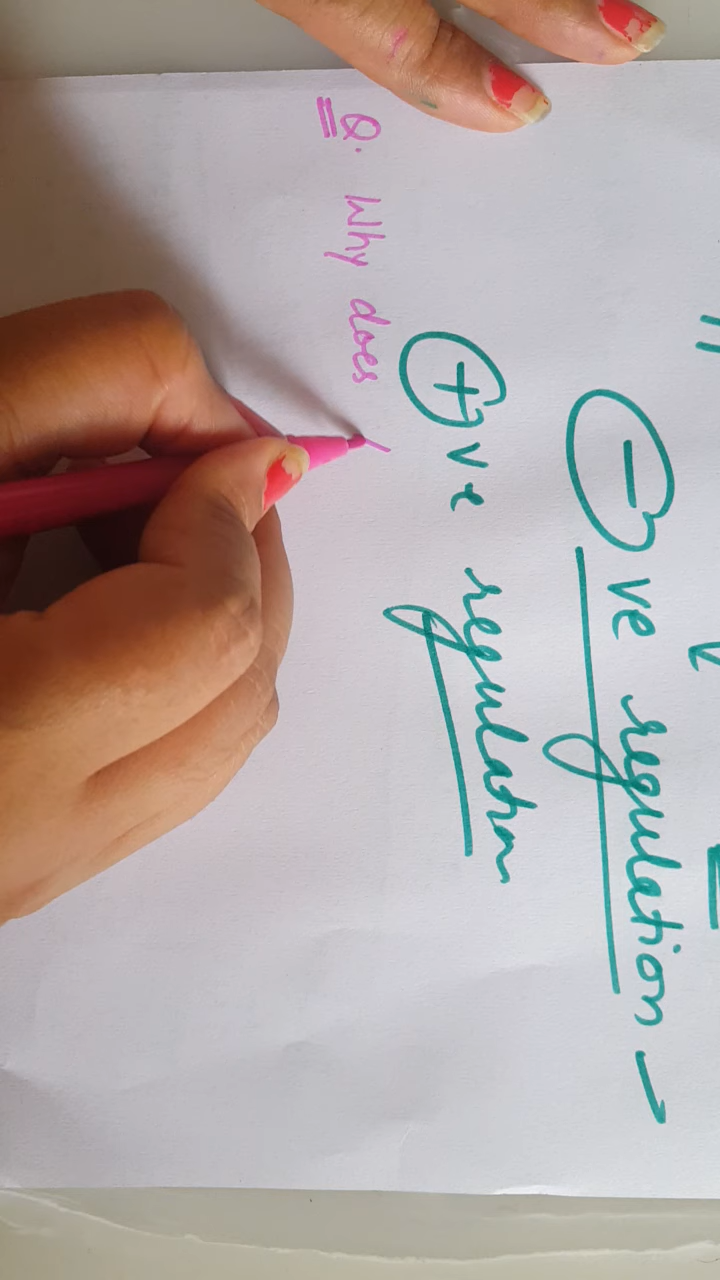 ⊖ve regulation →
⊕ve regulation
Q. Why does